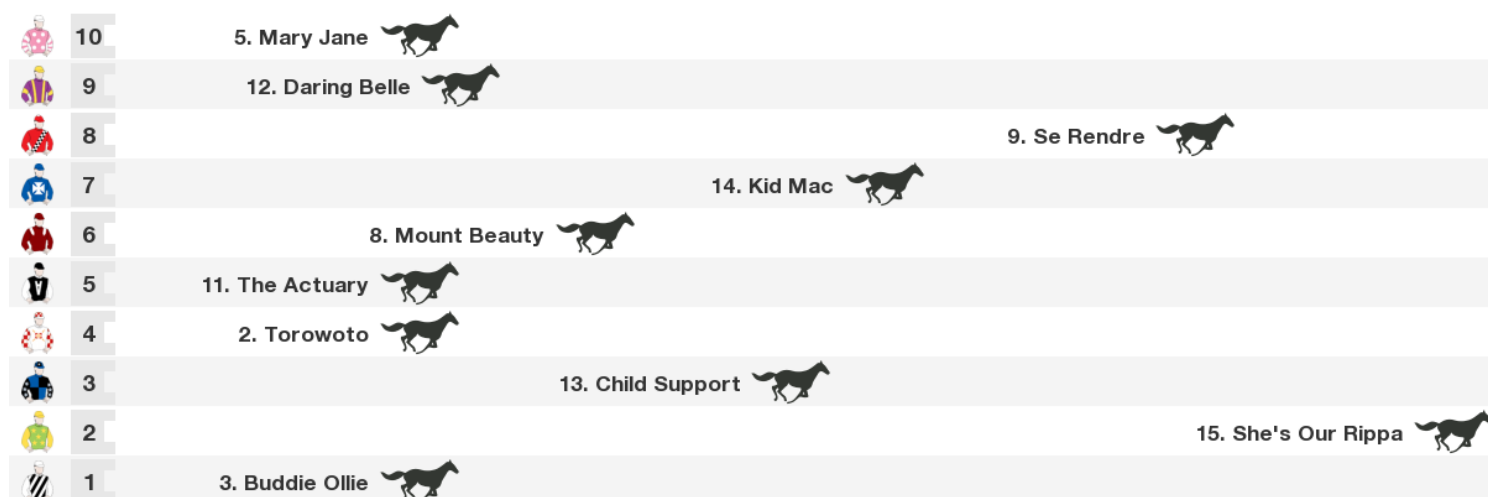 10 5. Mary Jane
9 12. Daring Belle
8 9. Se Rendre
7 14. Kid Mac
6 8. Mount Beauty
5 11. The Actuary
4 2. Torowoto
3 13. Child Support
2 15. She's Our Rippa
1 3. Buddie Ollie